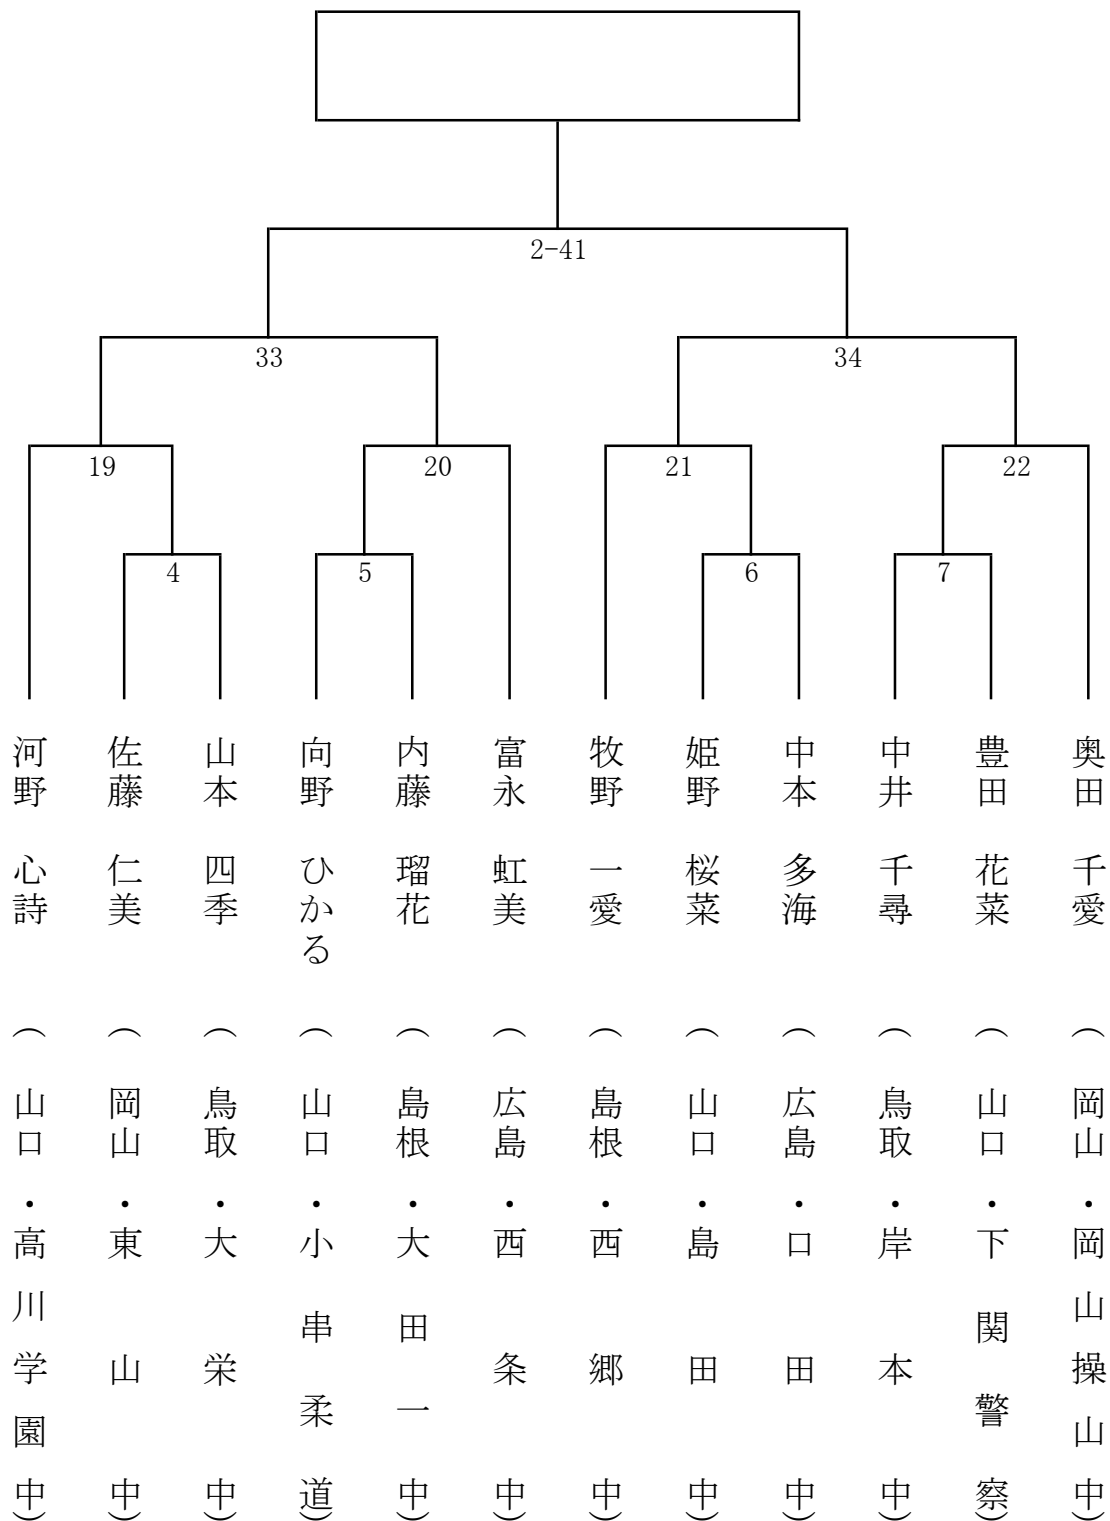 2-41
33
34
19
20
21
22
4
5
6
7
河野 心詩 （山口・高川学園中）
佐藤 仁美 （岡山・東山中）
山本 四季 （鳥取・大栄中）
向野 ひかる （山口・小串柔道）
内藤 瑠花 （島根・大田一中）
富永 虹美 （広島・西条中）
牧野 一愛 （島根・西郷中）
姫野 桜菜 （山口・島田中）
中本 多海 （広島・口田中）
中井 千尋 （鳥取・岸本中）
豊田 花菜 （山口・下関警察）
奥田 千愛 （岡山・岡山操山中）